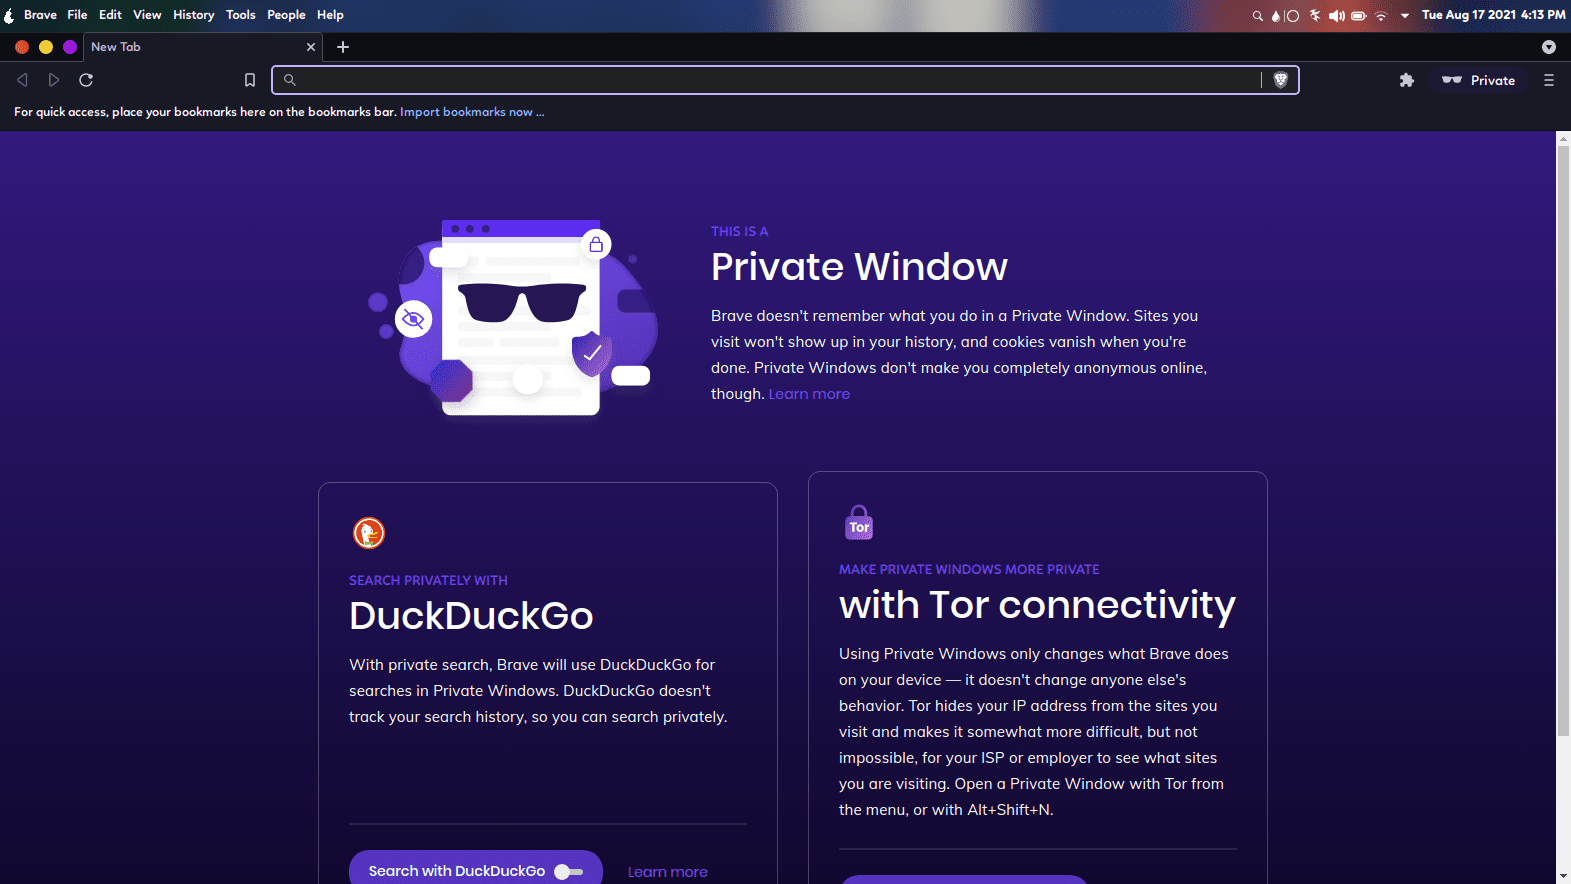 Brave File Edit View History Tools People Help
Tue Aug 17 2021 4:13 PM
New Tab
Private
For quick access, place your bookmarks here on the bookmarks bar. Import bookmarks now ...
THIS IS A
Private Window
Brave doesn't remember what you do in a Private Window. Sites you
visit won't show up in your history, and cookies vanish when you're
done. Private Windows don't make you completely anonymous online,
though. Learn more
SEARCH PRIVATELY WITH
DuckDuckGo
With private search, Brave will use DuckDuckGo for
searches in Private Windows. DuckDuckGo doesn't
track your search history, so you can search privately.
Search with DuckDuckGo
Learn more
Tor
MAKE PRIVATE WINDOWS MORE PRIVATE
with Tor connectivity
Using Private Windows only changes what Brave does
on your device — it doesn't change anyone else's
behavior. Tor hides your IP address from the sites you
visit and makes it somewhat more difficult, but not
impossible, for your ISP or employer to see what sites
you are visiting. Open a Private Window with Tor from
the menu, or with Alt+Shift+N.